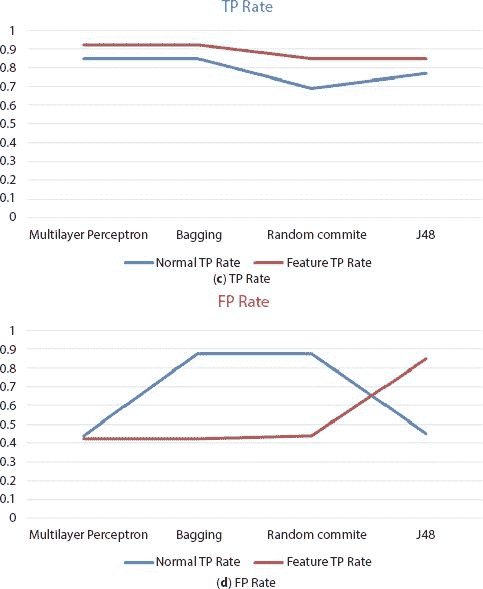 TP Rate
1
0.9
0.8
0.7
0.6
0.5
0.4
0.3
0.2
0.1
0
Multilayer Perceptron Bagging Random commite J48
Normal TP Rate Feature TP Rate
(c) TP Rate
FP Rate
1
0.9
0.8
0.7
0.6
0.5
0.4
0.3
0.2
0.1
0
Multilayer Perceptron Bagging Random commite J48
Normal TP Rate Feature TP Rate
(d) FP Rate